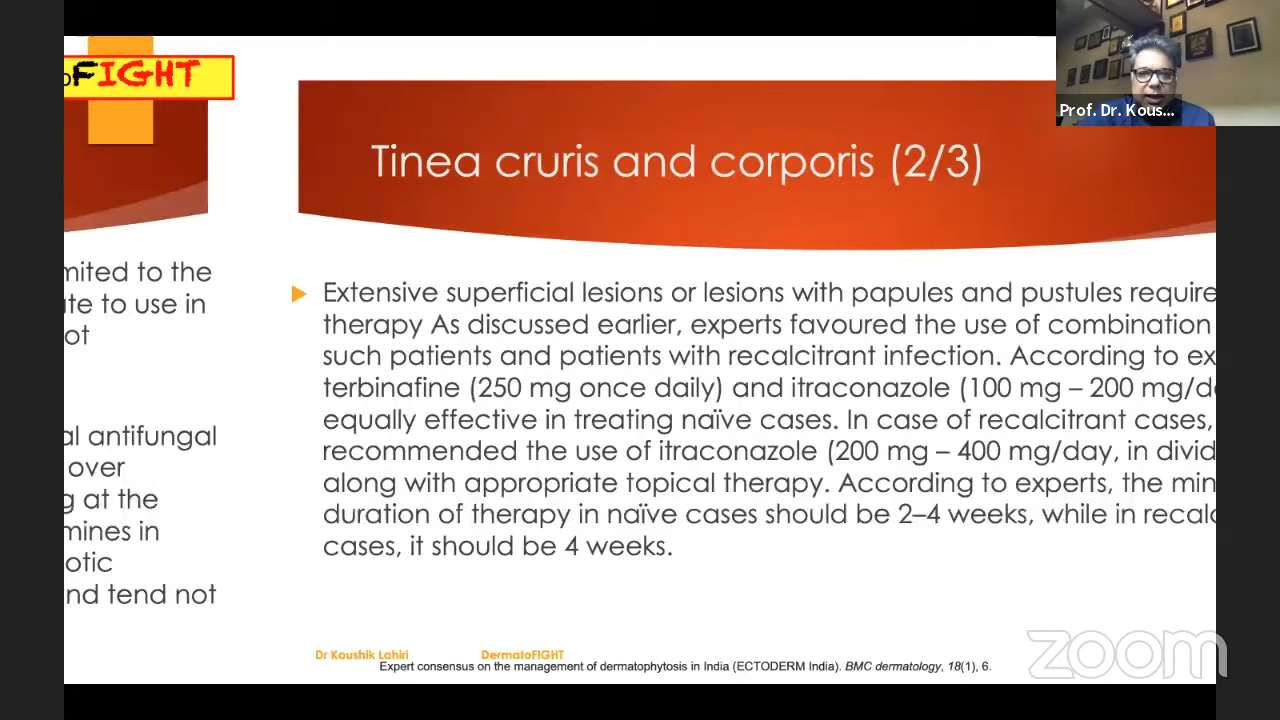 FIGHT
Prof. Dr. Kous...
Tinea cruris and corporis (2/3)
mited to the
te to use in
ot
al antifungal
over
g at the
mines in
otic
nd tend not
Extensive superficial lesions or lesions with papules and pustules require
therapy As discussed earlier, experts favoured the use of combination
such patients and patients with recalcitrant infection. According to ex
terbinafine (250 mg once daily) and itraconazole (100 mg – 200 mg/d
equally effective in treating naïve cases. In case of recalcitrant cases,
recommended the use of itraconazole (200 mg – 400 mg/day, in divid
along with appropriate topical therapy. According to experts, the min
duration of therapy in naïve cases should be 2–4 weeks, while in recalc
cases, it should be 4 weeks.
Dr Koushik Lahiri DermatoFIGHT
Expert consensus on the management of dermatophytosis in India (ECTODERM India). BMC dermatology, 18(1), 6.
zoom